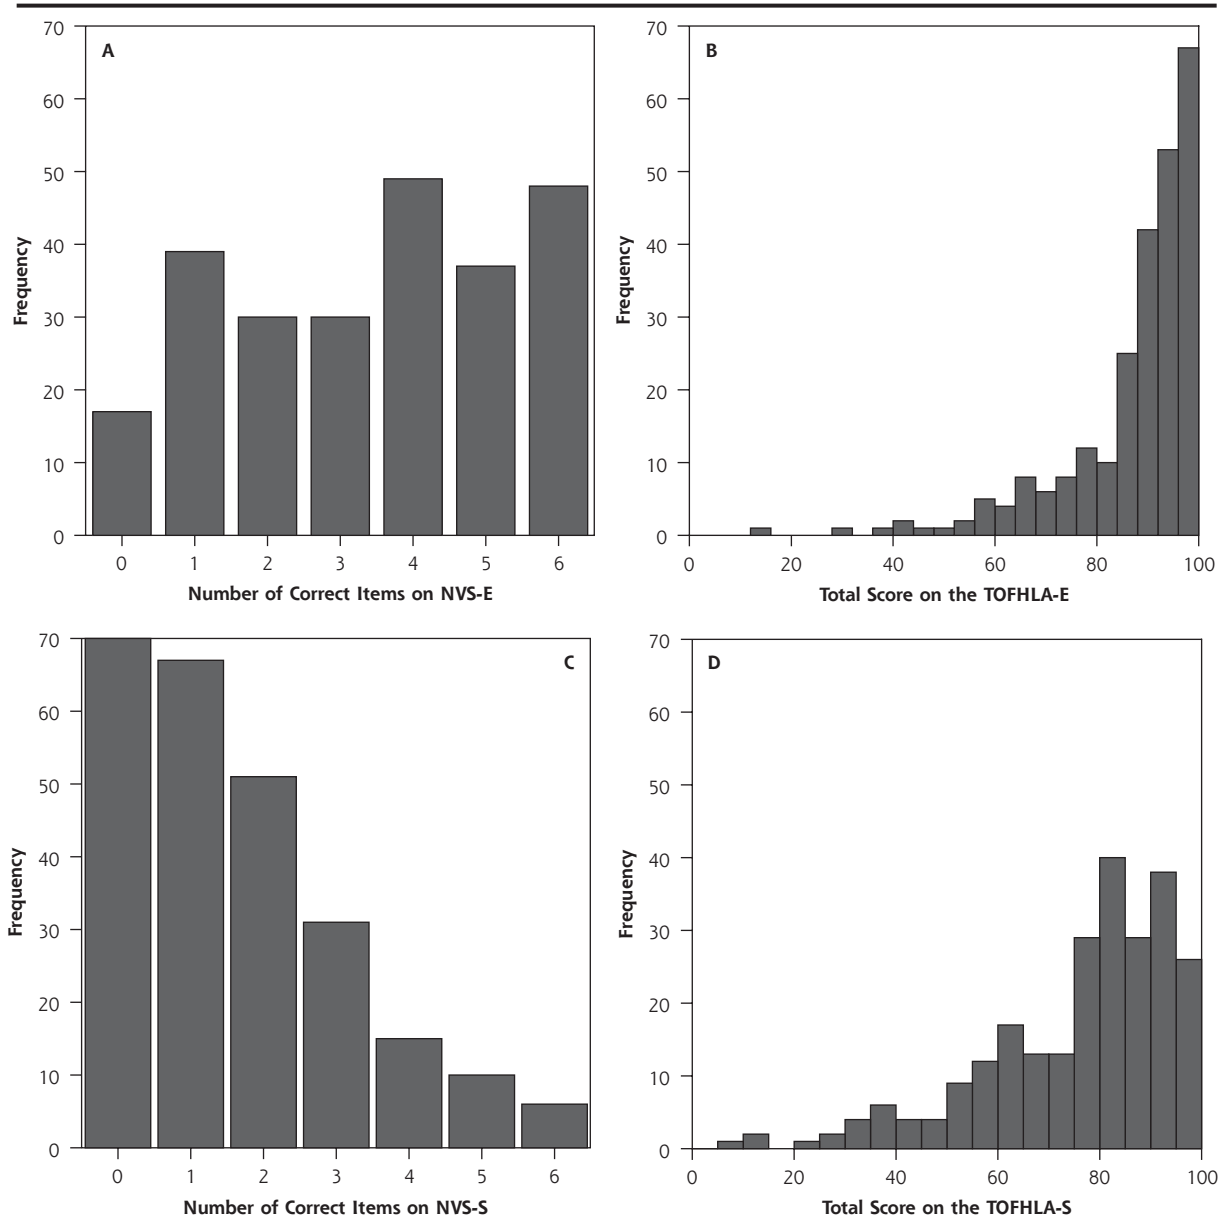 A
70
60
50
40
30
20
10
0
Frequency
0 1 2 3 4 5 6
Number of Correct Items on NVS-E
B
70
60
50
40
30
20
10
0
Frequency
0 20 40 60 80 100
Total Score on the TOFHLA-E
C
70
60
50
40
30
20
10
0
Frequency
0 1 2 3 4 5 6
Number of Correct Items on NVS-S
D
70
60
50
40
30
20
10
0
Frequency
0 20 40 60 80 100
Total Score on the TOFHLA-S